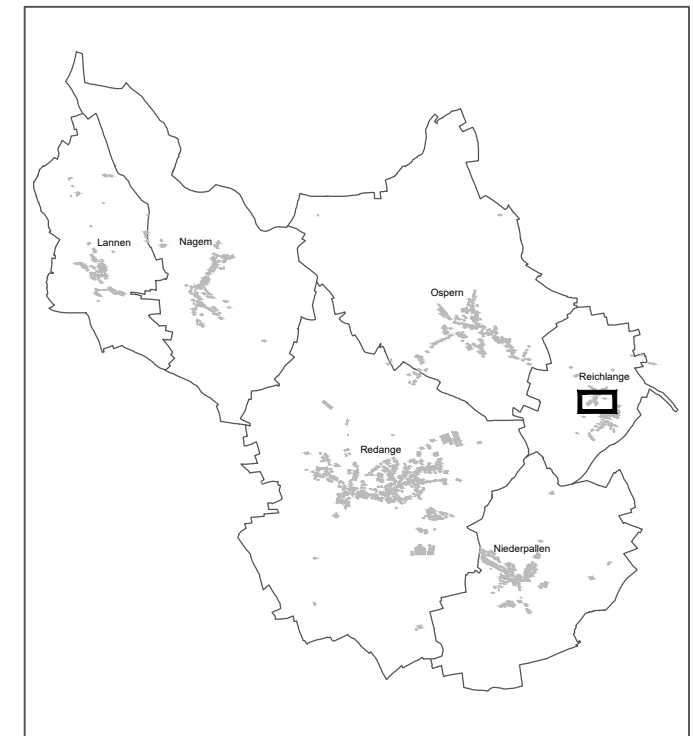 Lannen
Nagem
Ospern
Reichlange
Redange
Niederpallen